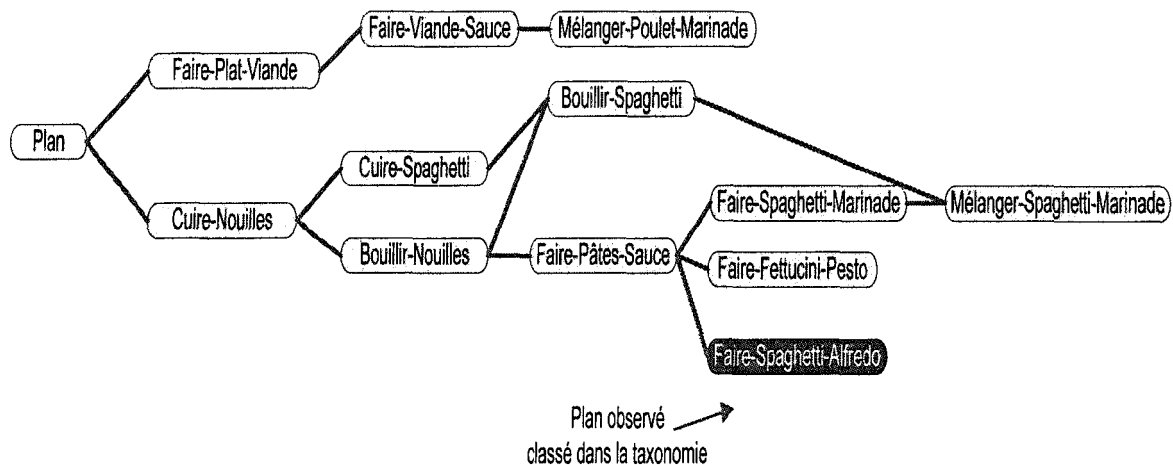 Faire-Viande-Sauce
Mélanger-Poulet-Marinade
Faire-Plat-Viande
Bouillir-Spaghetti
Plan
Cuire-Spaghetti
Faire-Spaghetti-Marinade
Mélanger-Spaghetti-Marinade
Cuire-Nouilles
Bouillir-Nouilles
Faire-Pâtes-Sauce
Faire-Fettucini-Pesto
Faire-Spaghetti-Alfredo
Plan observé
classé dans la taxonomie